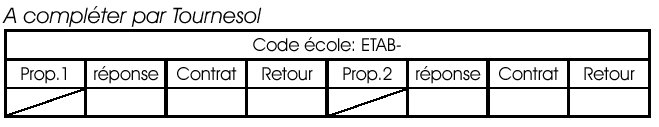 A compléter par Tournesol
Code école: ETAB-
Prop.1 réponse Contrat Retour Prop.2 réponse Contrat Retour